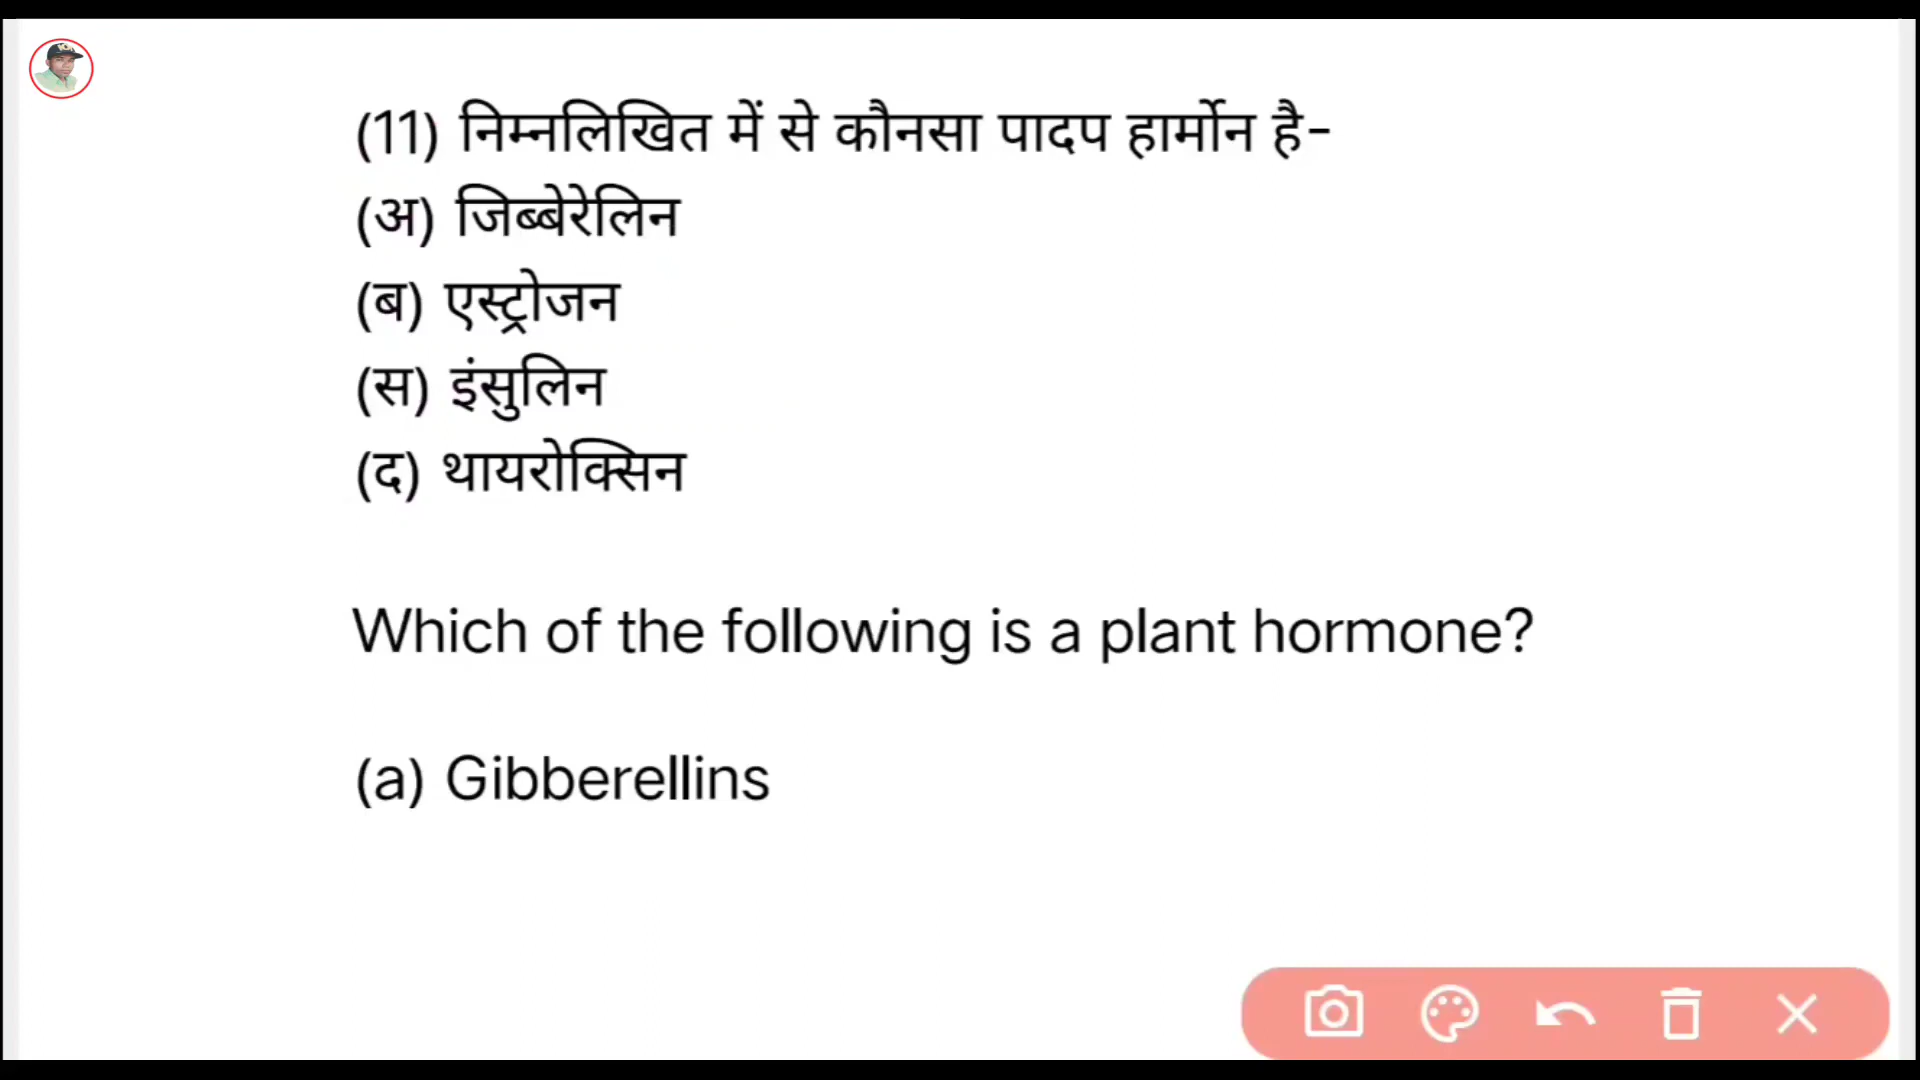 (11) निम्नलिखित में से कौनसा पादप हार्मोन है-
(अ) जिब्बेरेलिन
(ब) एस्ट्रोजन
(स) इंसुलिन
(द) थायरोक्सिन
Which of the following is a plant hormone?
(a) Gibberellins